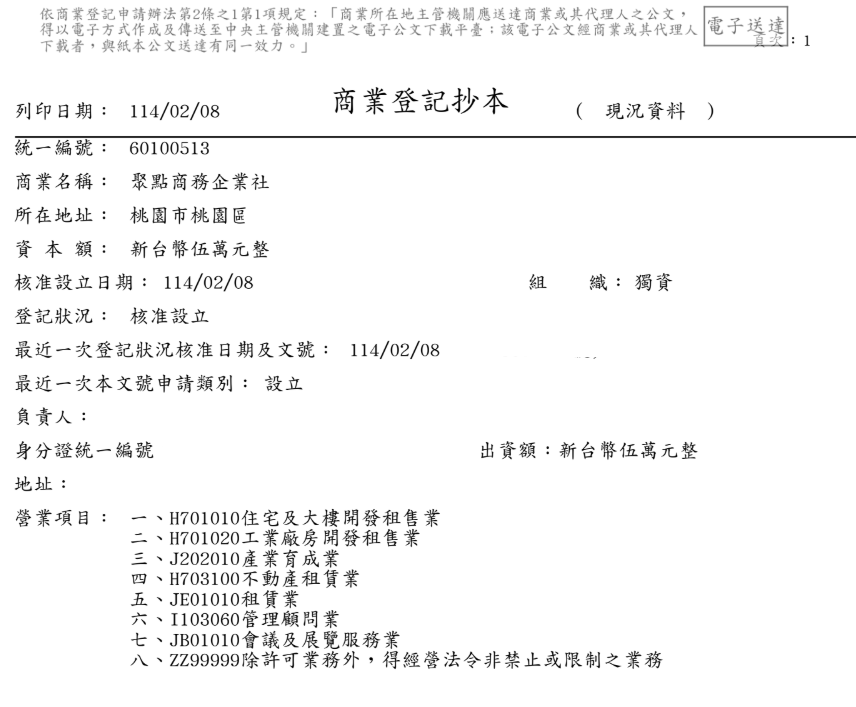 依商業登記申請辦法第2條之1第1項規定:「商業所在地主管機關應送達商業或其代理人之公文,
得以電子方式作成及傳送至中央主管機關建置之電子公文下載平臺;該電子公文經商業或其代理人
下載者,與紙本公文送達有同一效力。」
電子送達
頁次:1
列印日期: 114/02/08 商業登記抄本 ( 現況資料 )
統一編號: 60100513
商業名稱: 聚點商務企業社
所在地址: 桃園市桃園區
資 本 額: 新台幣伍萬元整
核准設立日期: 114/02/08 組 織:獨資
登記狀況: 核准設立
最近一次登記狀況核准日期及文號: 114/02/08
最近一次本文號申請類別: 設立
負責人:
身分證統一編號 出資額:新台幣伍萬元整
地址:
營業項目: 一、H701010住宅及大樓開發租售業
二、H701020工業廠房開發租售業
三、J202010產業育成業
四、H703100不動產租賃業
五、JE01010租賃業
六、I103060管理顧問業
七、JB01010會議及展覽服務業
八、ZZ99999除許可業務外,得經營法令非禁止或限制之業務